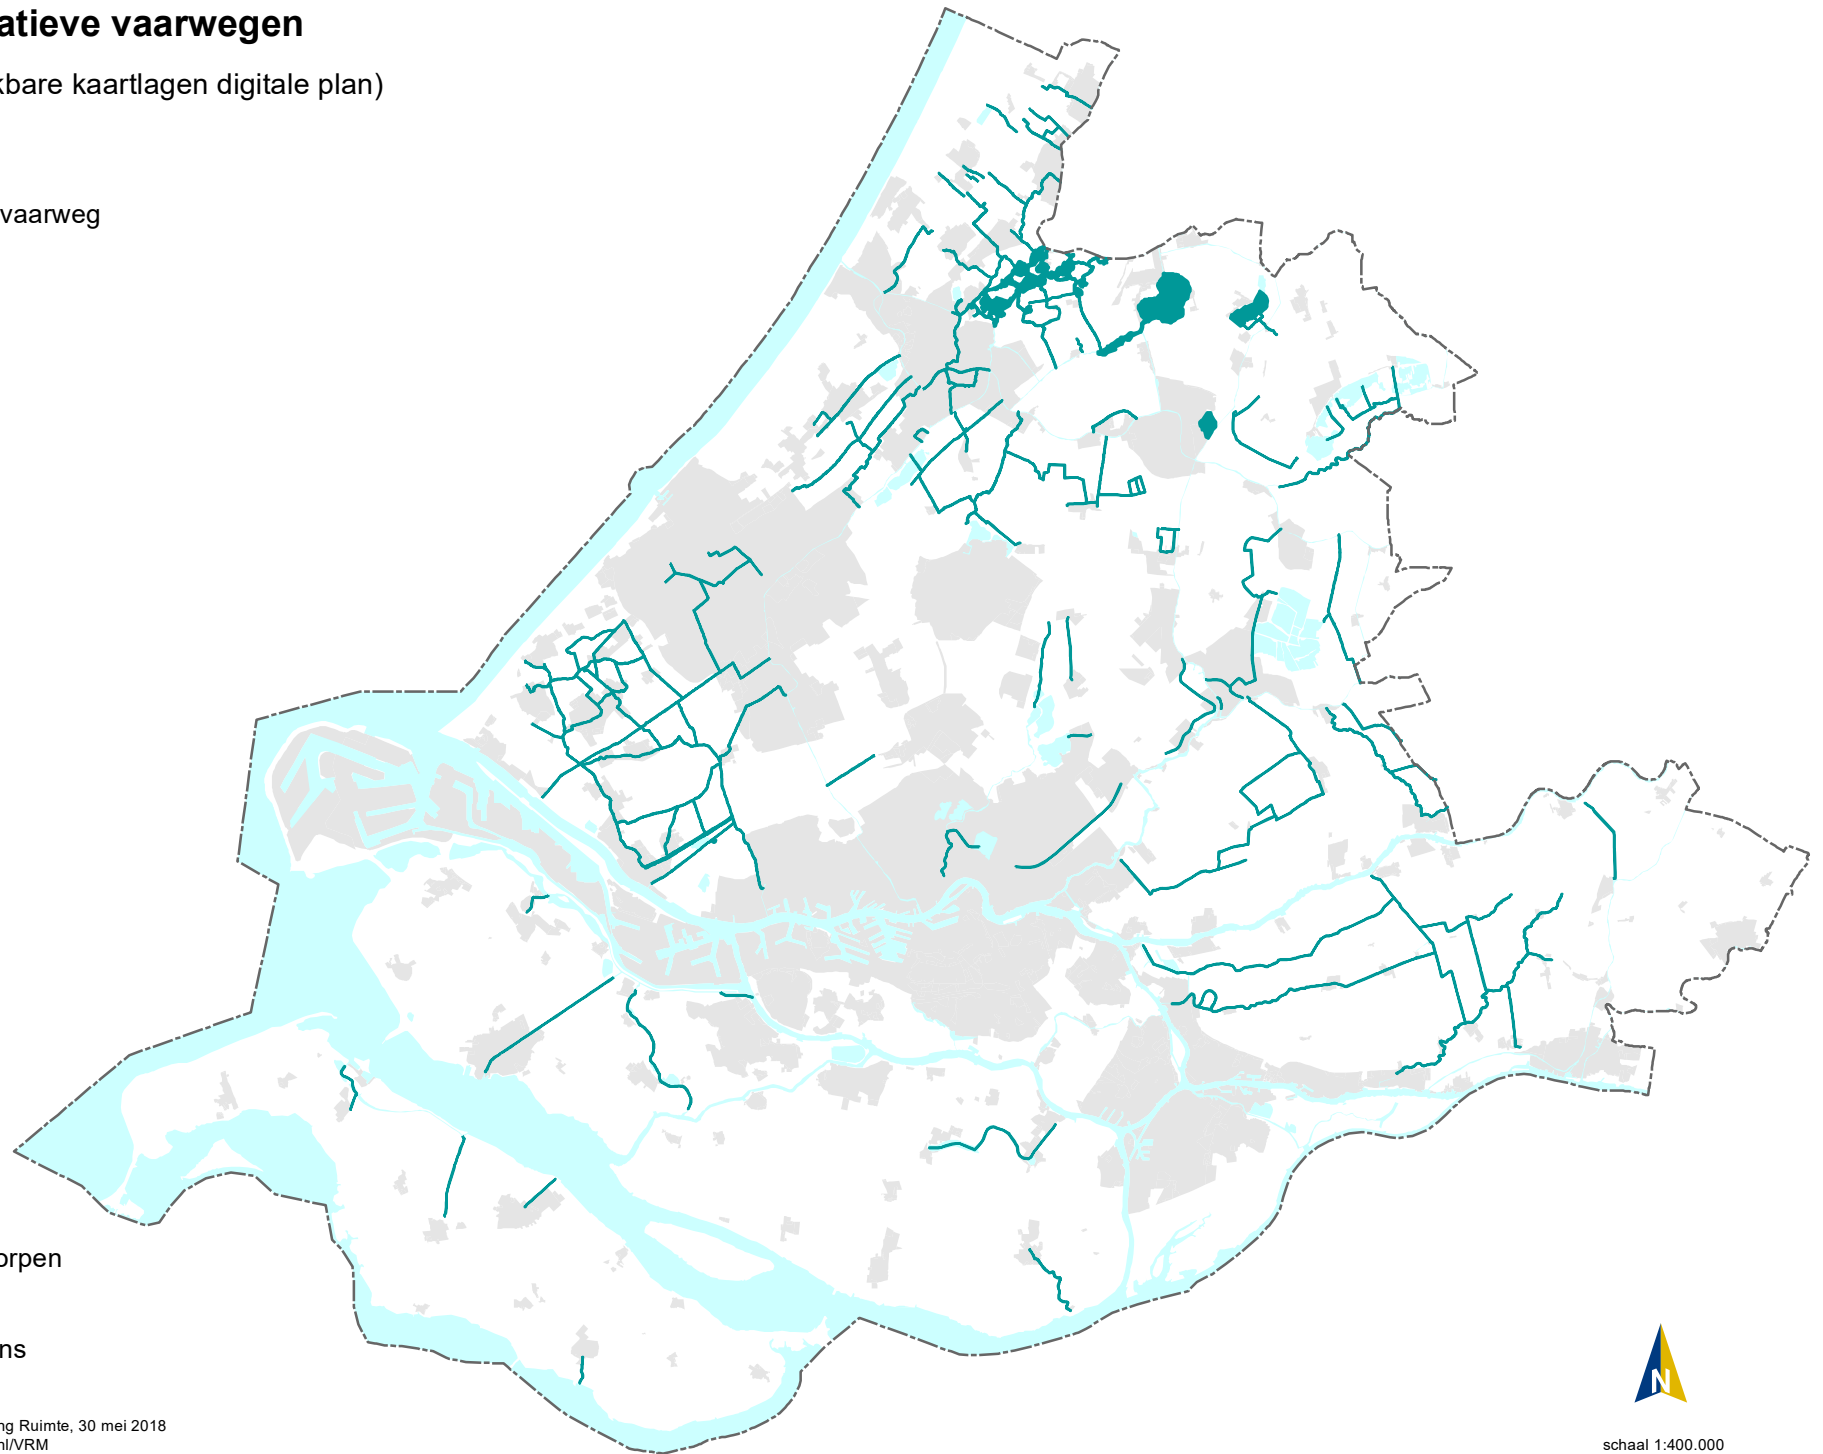 atieve vaarwegen
kbare kaartlagen digitale plan)
vaarweg
orpen
ns
ng Ruimte, 30 mei 2018
nl/VRM
N
schaal 1:400.000